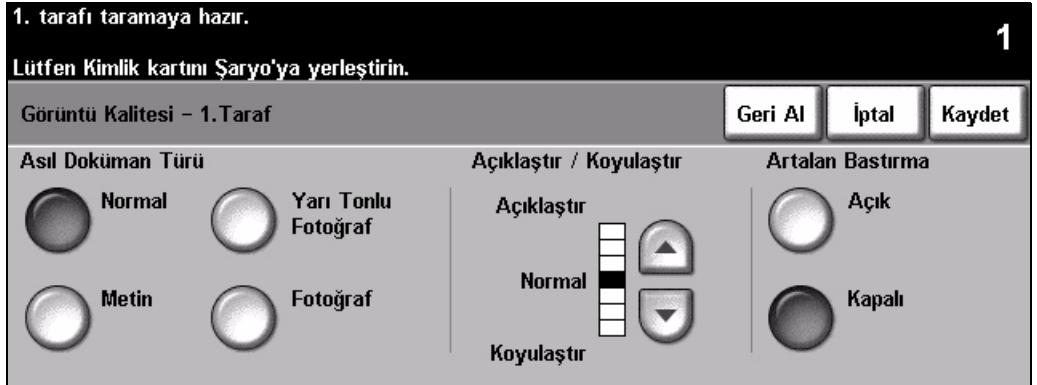 1. tarafı taramaya hazır.
1
Lütfen Kimlik kartını Şaryo'ya yerleştirin.
Görüntü Kalitesi – 1.Taraf
Geri Al
İptal
Kaydet
Asıl Doküman Türü
Normal
Yarı Tonlu
Fotoğraf
Metin
Fotoğraf
Açıklaştır / Koyulaştır
Açıklaştır
Normal
Koyulaştır
Artalan Bastırma
Açık
Kapalı